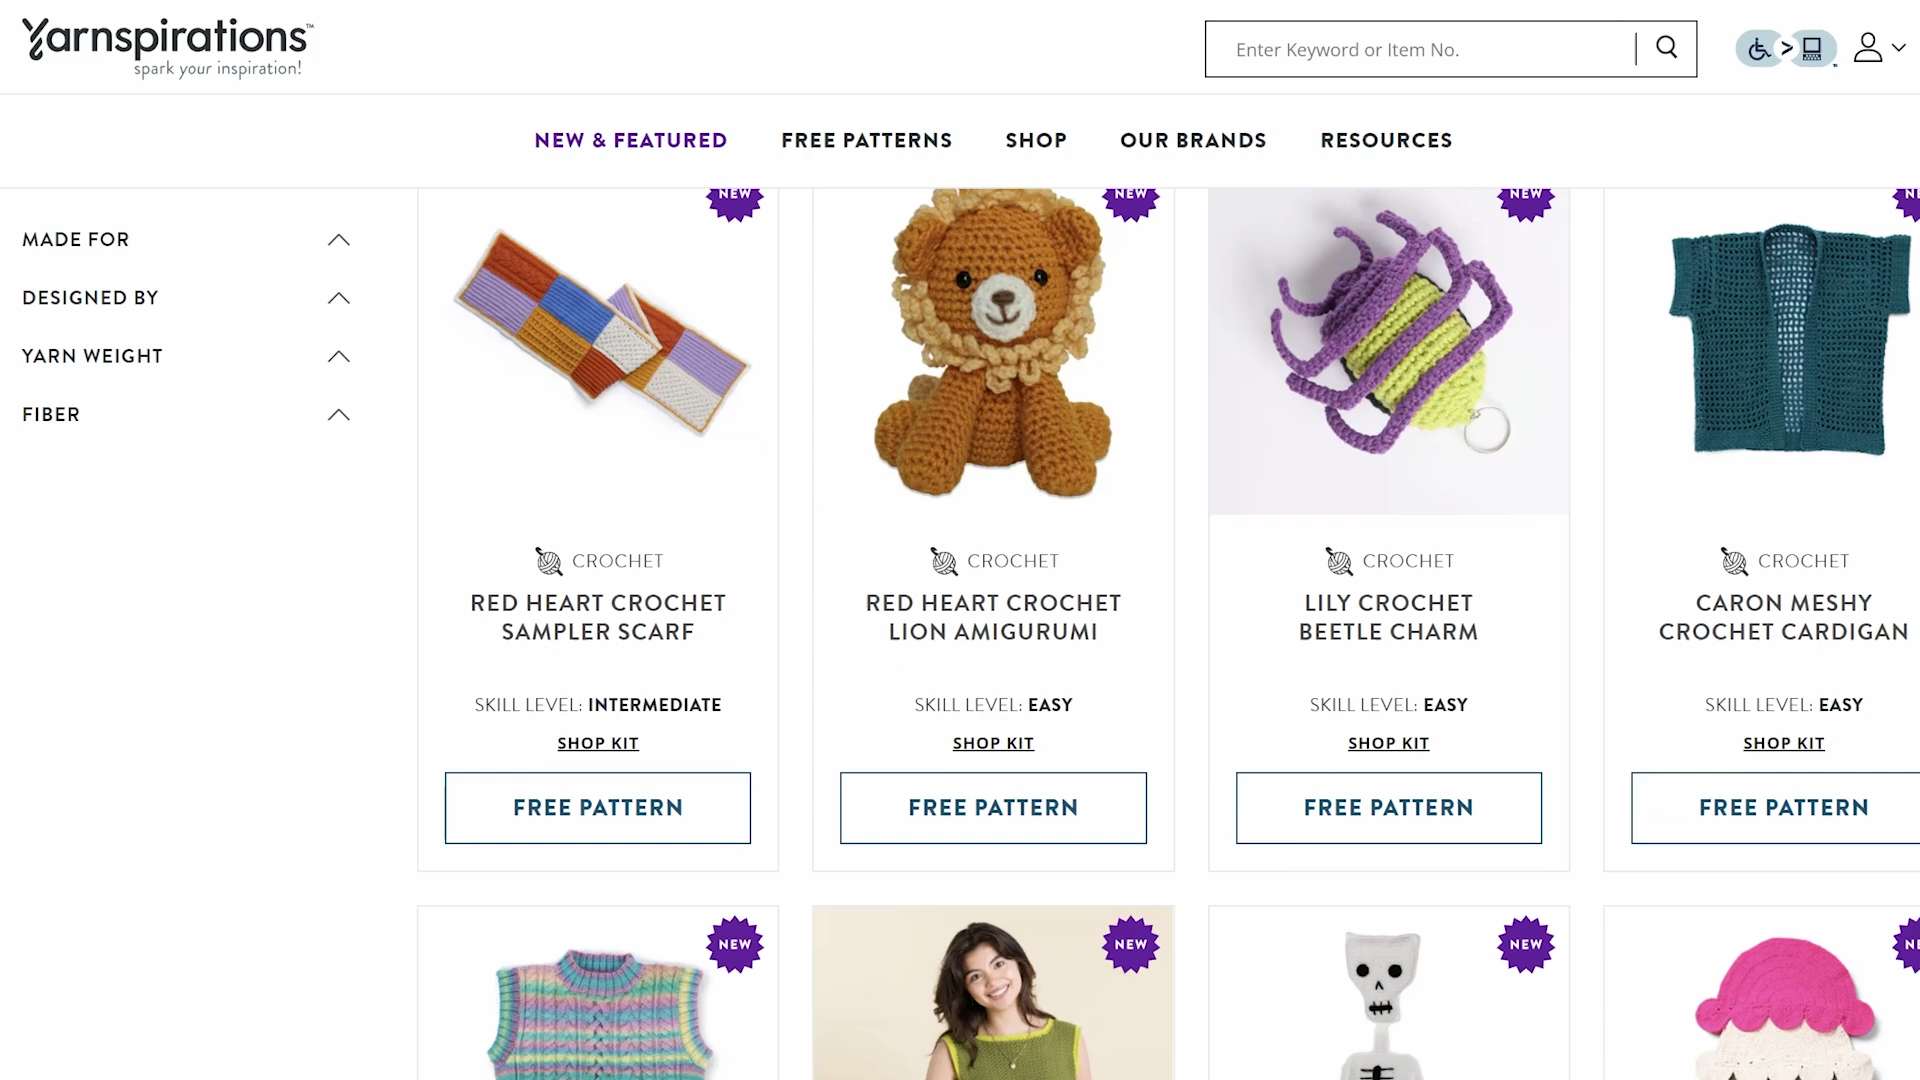 Yarnspirations™
spark your inspiration!
Enter Keyword or Item No.
NEW & FEATURED
FREE PATTERNS
SHOP
OUR BRANDS
RESOURCES
MADE FOR
DESIGNED BY
YARN WEIGHT
FIBER
NEW
NEW
NEW
NE
CROCHET
RED HEART CROCHET
SAMPLER SCARF
SKILL LEVEL: INTERMEDIATE
SHOP KIT
FREE PATTERN
CROCHET
RED HEART CROCHET
LION AMIGURUMI
SKILL LEVEL: EASY
SHOP KIT
FREE PATTERN
CROCHET
LILY CROCHET
BEETLE CHARM
SKILL LEVEL: EASY
SHOP KIT
FREE PATTERN
CROCHET
CARON MESHY
CROCHET CARDIGAN
SKILL LEVEL: EASY
SHOP KIT
FREE PATTERN
NEW
NEW
NEW
NE